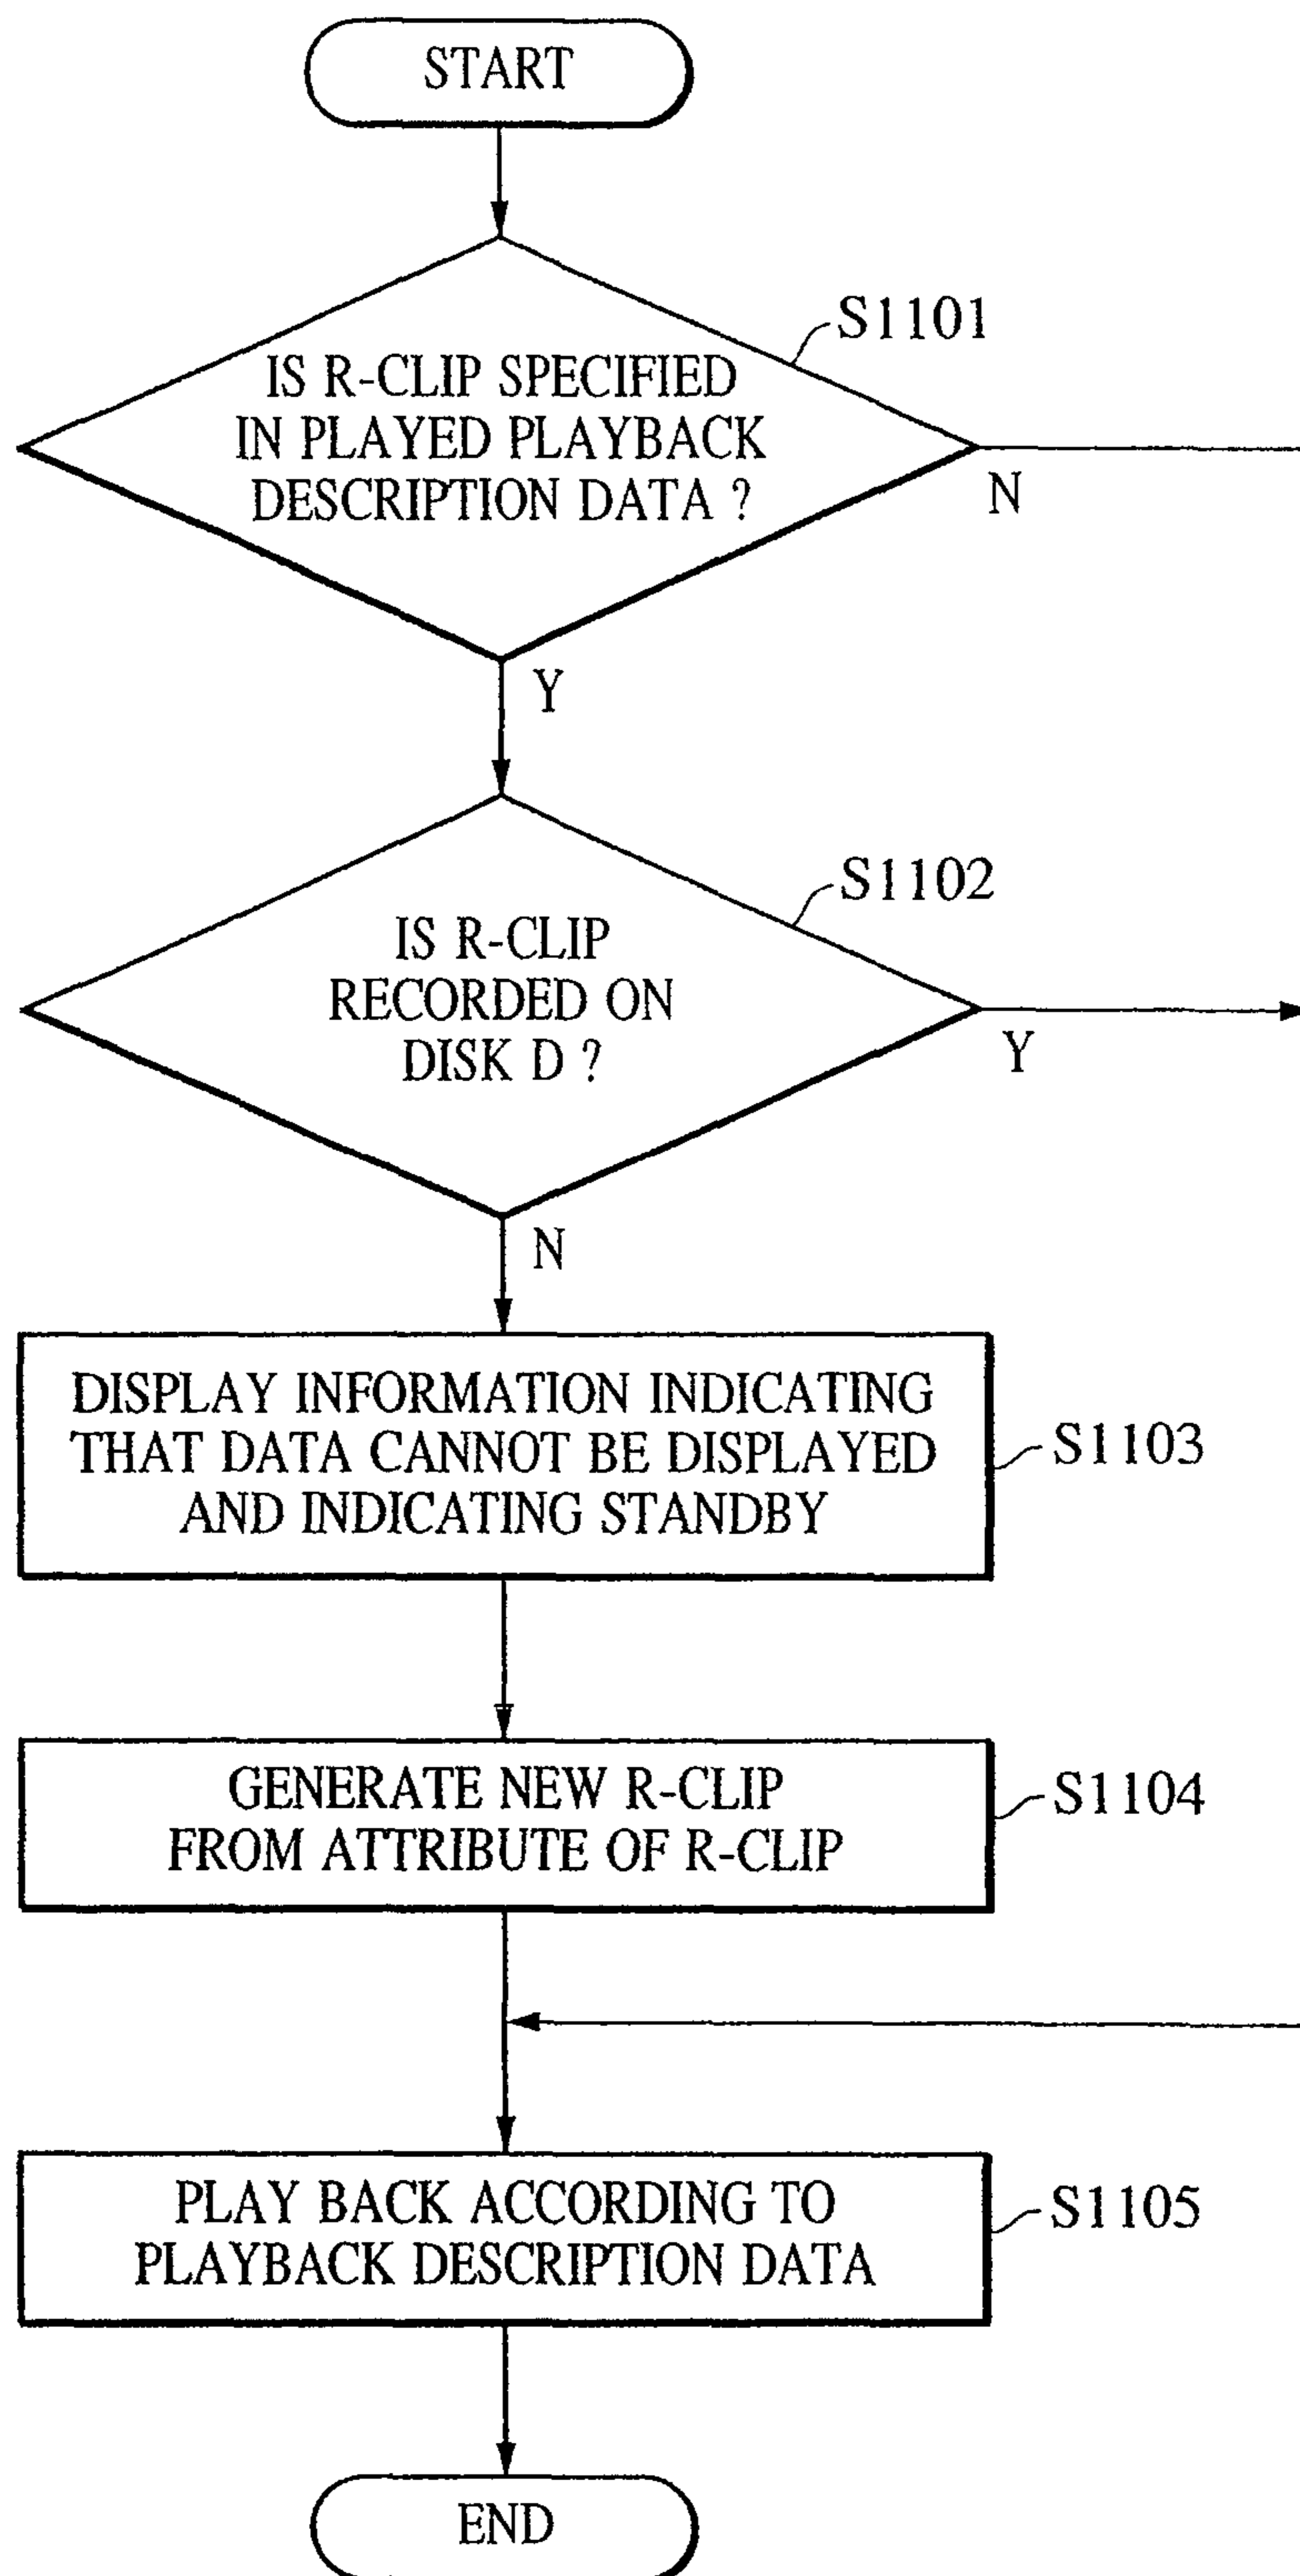 START
S1101
IS R-CLIP SPECIFIED
IN PLAYED PLAYBACK
DESCRIPTION DATA ?
N
Y
S1102
IS R-CLIP
RECORDED ON
DISK D ?
Y
N
DISPLAY INFORMATION INDICATING
THAT DATA CANNOT BE DISPLAYED
AND INDICATING STANDBY
S1103
GENERATE NEW R-CLIP
FROM ATTRIBUTE OF R-CLIP
S1104
PLAY BACK ACCORDING TO
PLAYBACK DESCRIPTION DATA
S1105
END